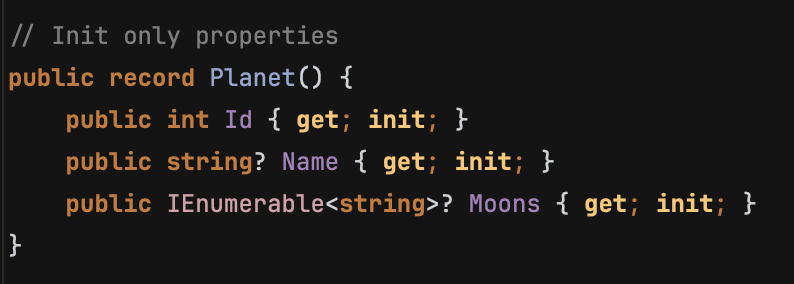 // Init only properties
public record Planet() {
    public int Id { get; init; }
    public string? Name { get; init; }
    public IEnumerable<string>? Moons { get; init; }
}